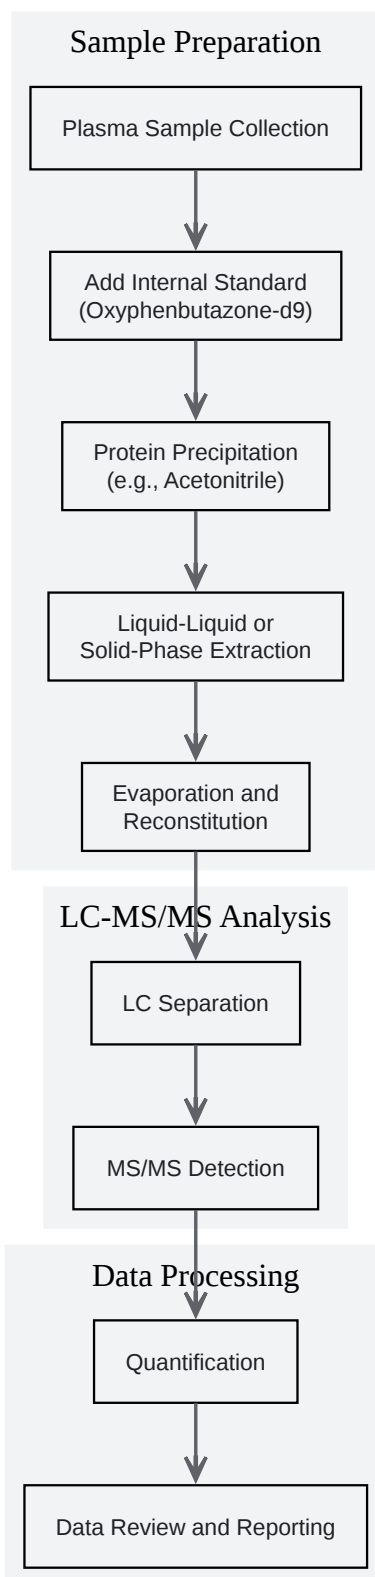 Sample Preparation
Plasma Sample Collection
Add Internal Standard
(Oxyphenbutazone-d9)
Protein Precipitation
(e.g., Acetonitrile)
Liquid-Liquid or
Solid-Phase Extraction
Evaporation and
Reconstitution
LC-MS/MS Analysis
LC Separation
MS/MS Detection
Data Processing
Quantification
Data Review and Reporting